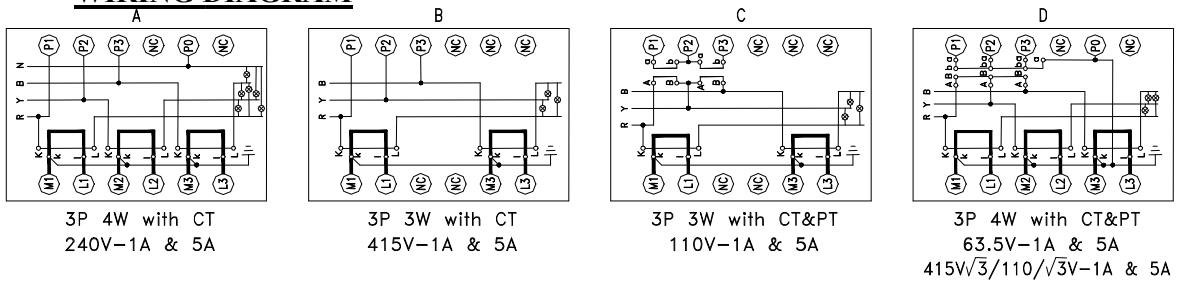 WIRING DIAGRAM
A B C D
P1 P2 P3 NC P0 NC
P1 P2 P3 NC NC NC
P1 P2 P3 NC NC NC
P1 P2 P3 NC P0 NC
a b a b
a b a b a b a
A B A B
A B A B A B
N
B
Y
R
B
Y
R
B
Y
R
B
Y
R
K k l L K k l L K k l L
K k l L K k l L
K k l L K k l L
K k l L K k l L K k l L
M1 L1 M2 L2 M3 L3
M1 L1 NC NC M3 L3
M1 L1 NC NC M3 L3
M1 L1 M2 L2 M3 L3
3P 4W with CT
240V-1A & 5A
3P 3W with CT
415V-1A & 5A
3P 3W with CT&PT
110V-1A & 5A
3P 4W with CT&PT
63.5V-1A & 5A
415V√3/110/√3V-1A & 5A